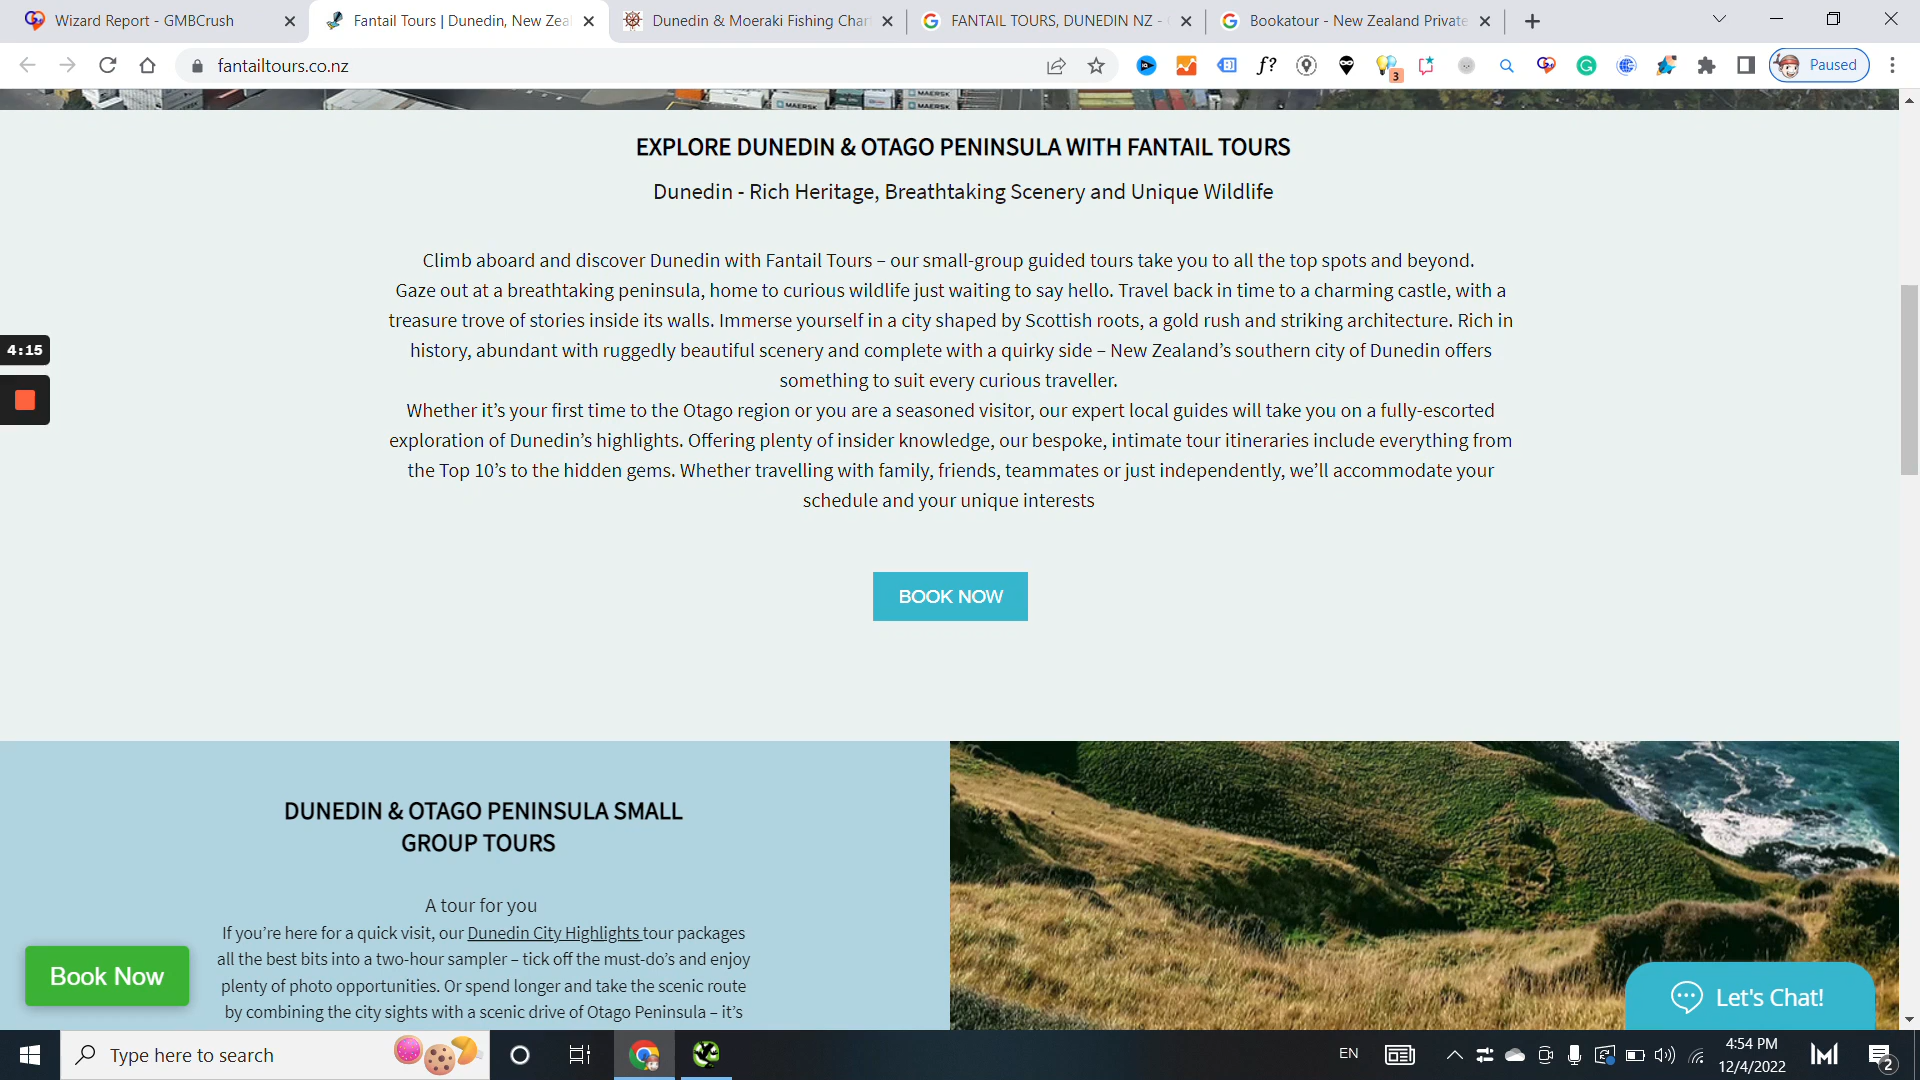 Wizard Report - GMBCrush
Fantail Tours | Dunedin, New Zeal
Dunedin & Moeraki Fishing Char
FANTAIL TOURS, DUNEDIN NZ -
Bookatour - New Zealand Private
fantailtours.co.nz
f?
3
Paused
MAERSK
MAERSK
MAERSK
MAERSK
EXPLORE DUNEDIN & OTAGO PENINSULA WITH FANTAIL TOURS
Dunedin - Rich Heritage, Breathtaking Scenery and Unique Wildlife
Climb aboard and discover Dunedin with Fantail Tours – our small-group guided tours take you to all the top spots and beyond.
Gaze out at a breathtaking peninsula, home to curious wildlife just waiting to say hello. Travel back in time to a charming castle, with a
treasure trove of stories inside its walls. Immerse yourself in a city shaped by Scottish roots, a gold rush and striking architecture. Rich in
history, abundant with ruggedly beautiful scenery and complete with a quirky side – New Zealand’s southern city of Dunedin offers
something to suit every curious traveller.
Whether it’s your first time to the Otago region or you are a seasoned visitor, our expert local guides will take you on a fully-escorted
exploration of Dunedin’s highlights. Offering plenty of insider knowledge, our bespoke, intimate tour itineraries include everything from
the Top 10’s to the hidden gems. Whether travelling with family, friends, teammates or just independently, we’ll accommodate your
schedule and your unique interests
4:15
BOOK NOW
DUNEDIN & OTAGO PENINSULA SMALL
GROUP TOURS
A tour for you
If you’re here for a quick visit, our Dunedin City Highlights tour packages
all the best bits into a two-hour sampler – tick off the must-do’s and enjoy
plenty of photo opportunities. Or spend longer and take the scenic route
by combining the city sights with a scenic drive of Otago Peninsula – it’s
Book Now
Let's Chat!
Type here to search
EN
4:54 PM
12/4/2022
2